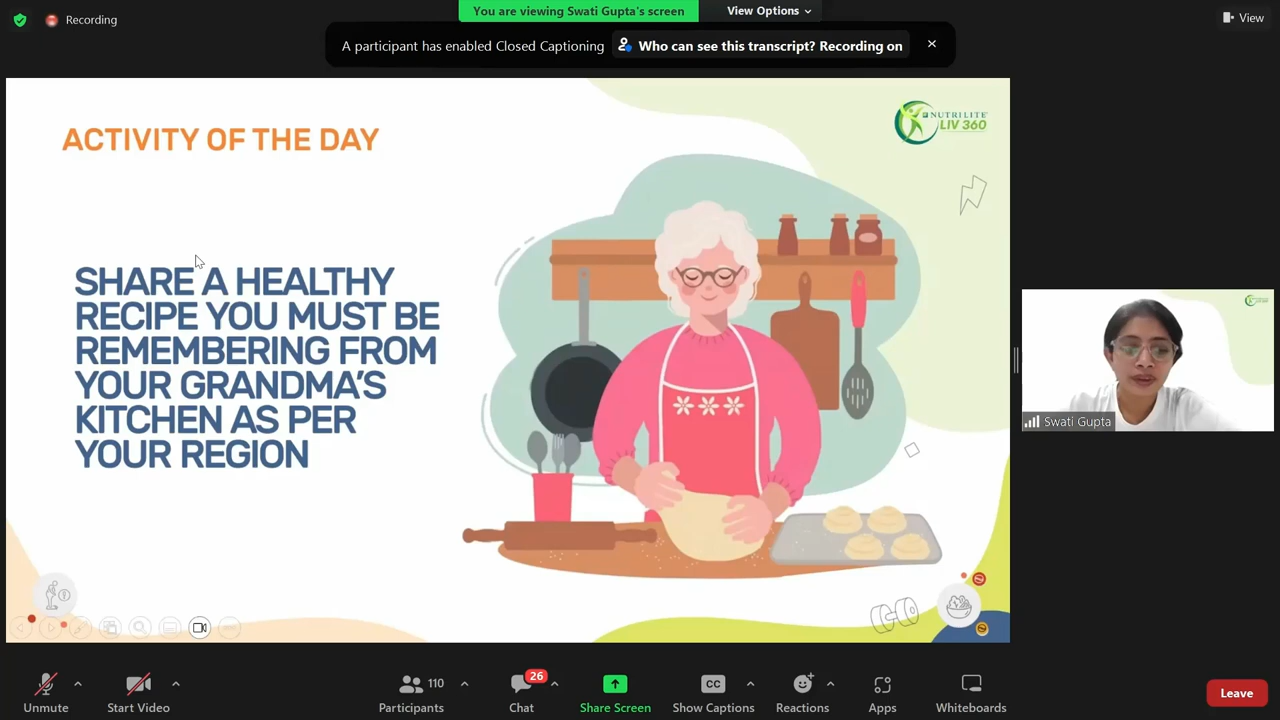 You are viewing Swati Gupta's screen
View Options
Recording
View
A participant has enabled Closed Captioning
Who can see this transcript? Recording on
ACTIVITY OF THE DAY
NUTRILITE
LIV 360
SHARE A HEALTHY
RECIPE YOU MUST BE
REMEMBERING FROM
YOUR GRANDMA'S
KITCHEN AS PER
YOUR REGION
Swati Gupta
110
26
CC
Unmute
Start Video
Participants
Chat
Share Screen
Show Captions
Reactions
Apps
Whiteboards
Leave